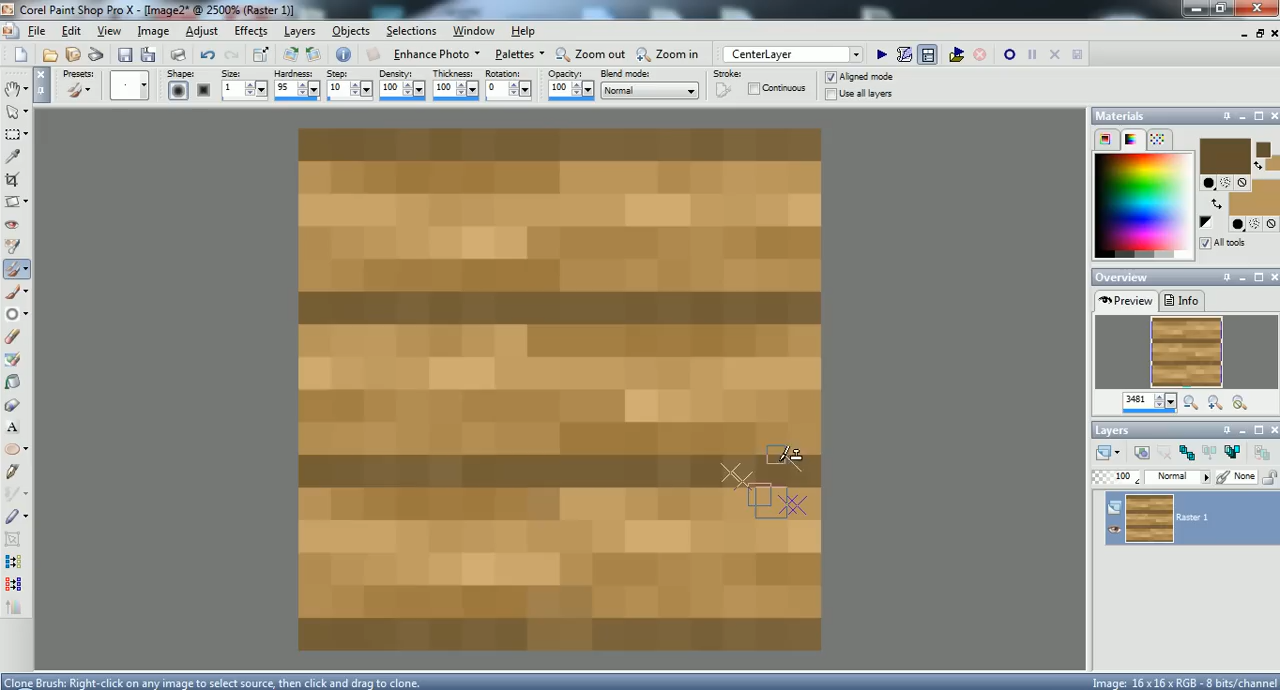 Corel Paint Shop Pro X - [Image2* @ 2500% (Raster 1)]
File Edit View Image Adjust Effects Layers Objects Selections Window Help
Enhance Photo Palettes Zoom out Zoom in CenterLayer
Presets: Shape: Size: Hardness: Step: Density: Thickness: Rotation: Opacity: Blend mode: Stroke: Aligned mode
1 95 10 100 100 0 100 Normal Continuous Use all layers
Materials
All tools
Overview
Preview Info
3481
Layers
100 Normal None
Raster 1
Clone Brush: Right-click on any image to select source, then click and drag to clone.
Image: 16 x 16 x RGB - 8 bits/channel